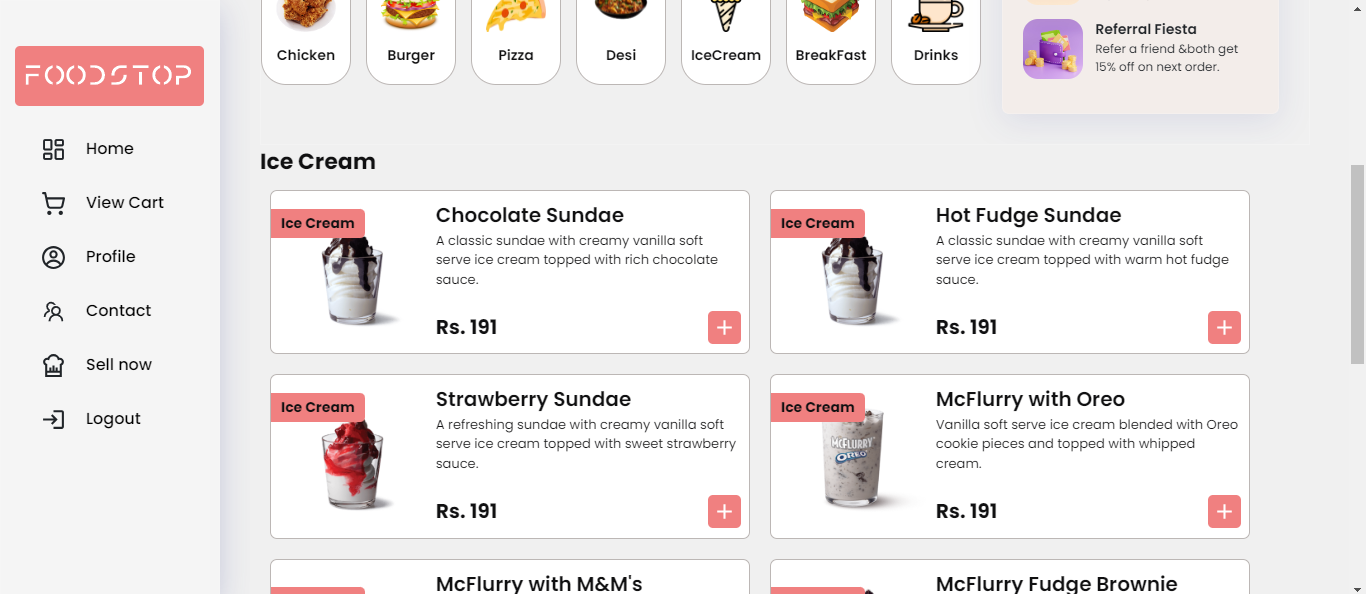 FOODSTOP
Home
View Cart
Profile
Contact
Sell now
Logout
Chicken
Burger
Pizza
Desi
IceCream
BreakFast
Drinks
Referral Fiesta
Refer a friend &both get
15% off on next order.
Ice Cream
Ice Cream
Chocolate Sundae
A classic sundae with creamy vanilla soft
serve ice cream topped with rich chocolate
sauce.
Rs. 191
Ice Cream
Hot Fudge Sundae
A classic sundae with creamy vanilla soft
serve ice cream topped with warm hot fudge
sauce.
Rs. 191
Ice Cream
Strawberry Sundae
A refreshing sundae with creamy vanilla soft
serve ice cream topped with sweet strawberry
sauce.
Rs. 191
Ice Cream
McFLURRY
OREO
McFlurry with Oreo
Vanilla soft serve ice cream blended with Oreo
cookie pieces and topped with whipped
cream.
Rs. 191
McFlurry with M&M's
McFlurry Fudge Brownie